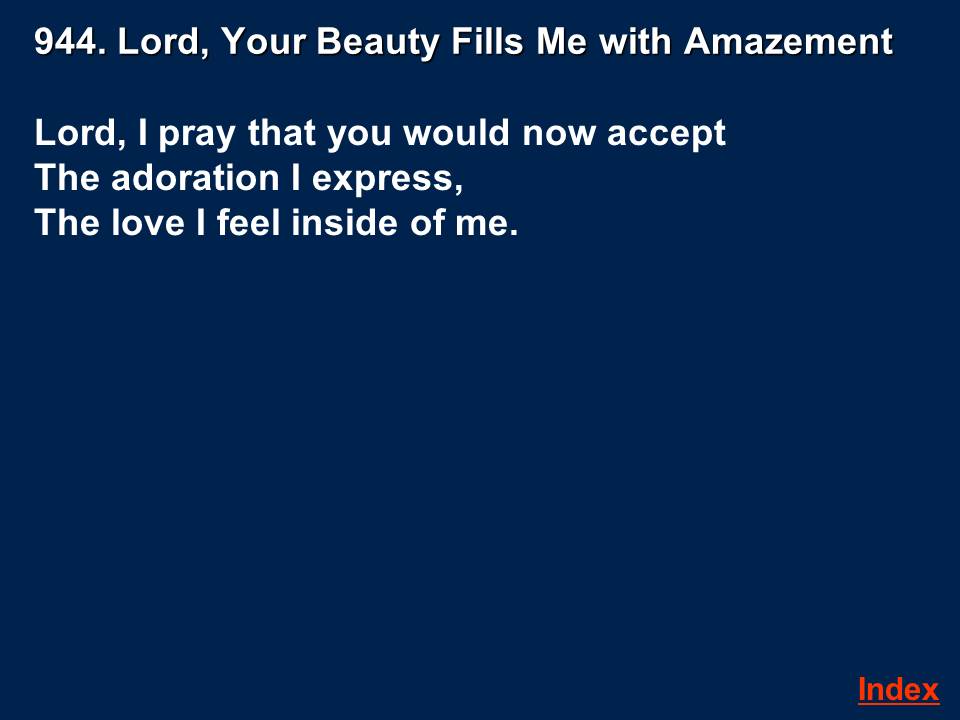 944. Lord, Your Beauty Fills Me with Amazement
Lord, I pray that you would now accept
The adoration I express,
The love I feel inside of me.
Index